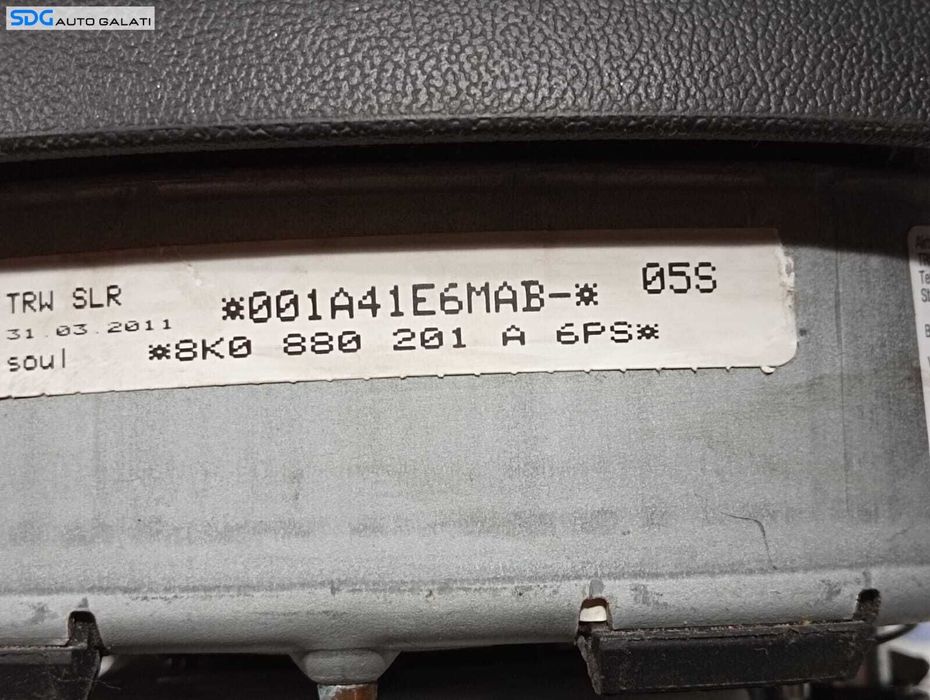 SDG AUTO GALATI
TRW SLR
31.03.2011
soul
*001A41E6MAB-*
05S
*8K0 880 201 A 6PS*